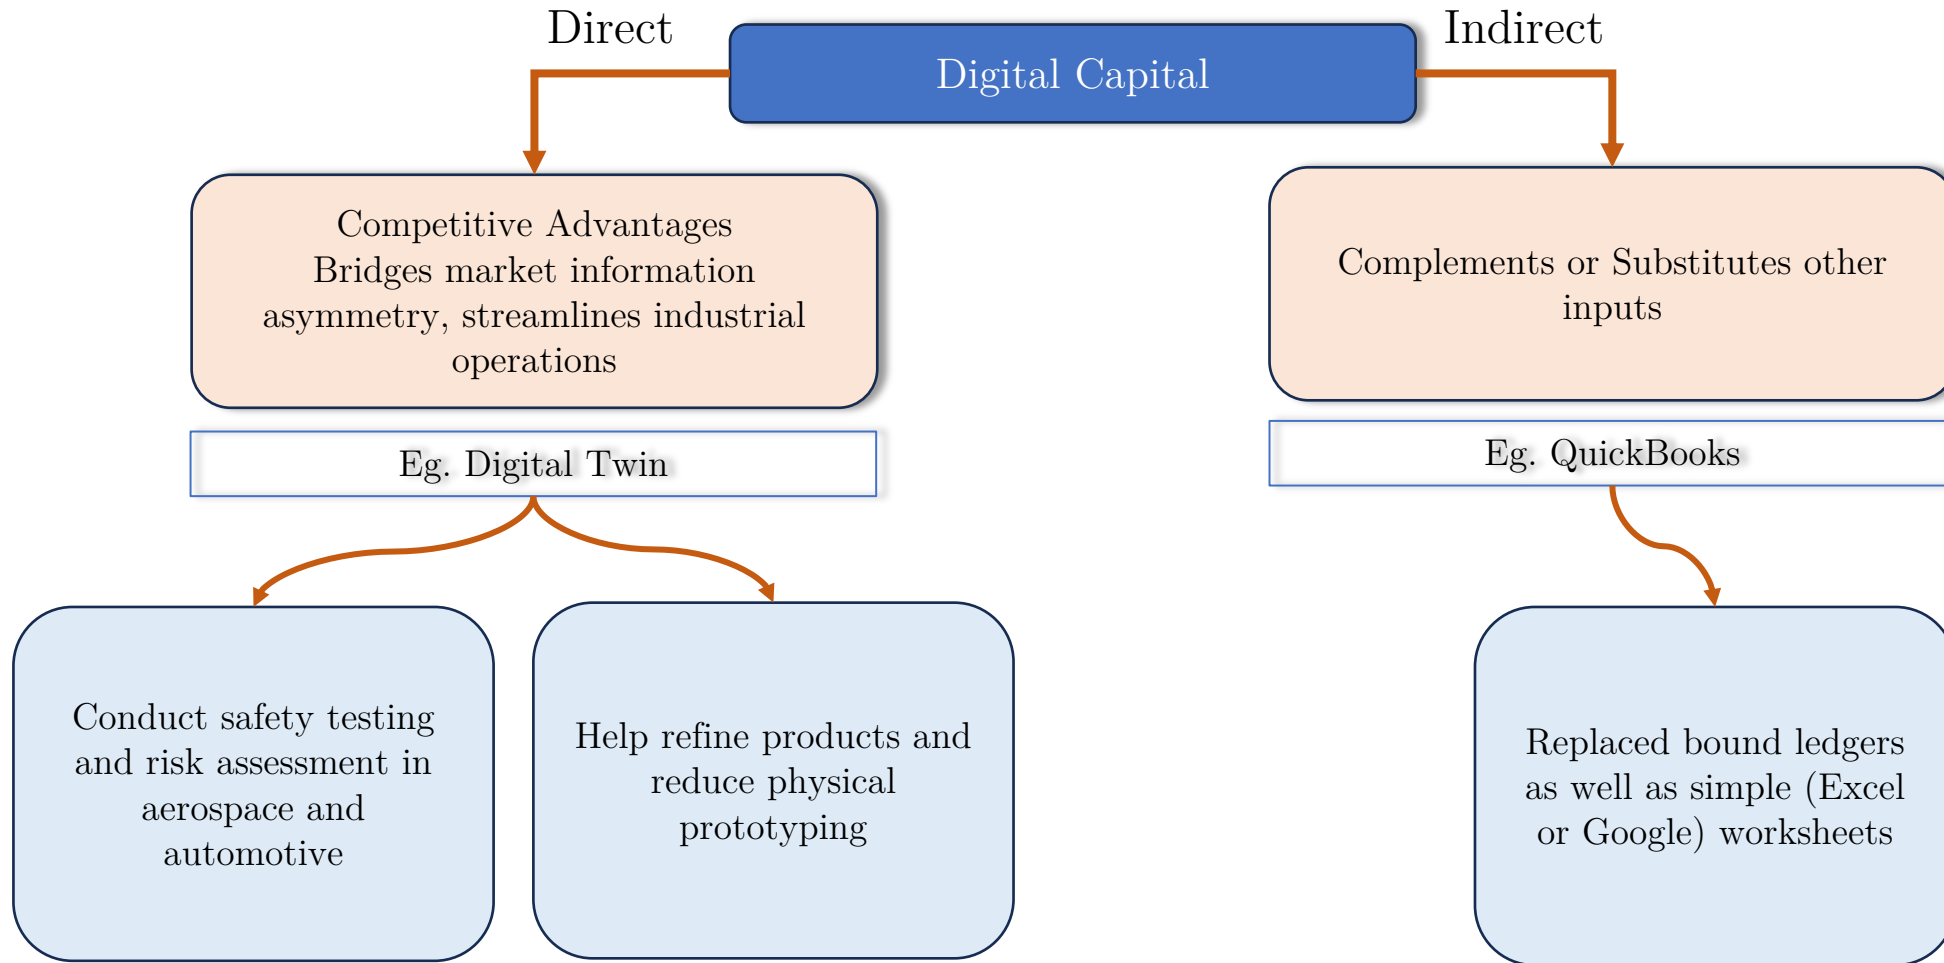 Direct
Digital Capital
Indirect
Competitive Advantages
Bridges market information
asymmetry, streamlines industrial
operations
Complements or Substitutes other
inputs
Eg. Digital Twin
Eg. QuickBooks
Conduct safety testing
and risk assessment in
aerospace and
automotive
Help refine products and
reduce physical
prototyping
Replaced bound ledgers
as well as simple (Excel
or Google) worksheets